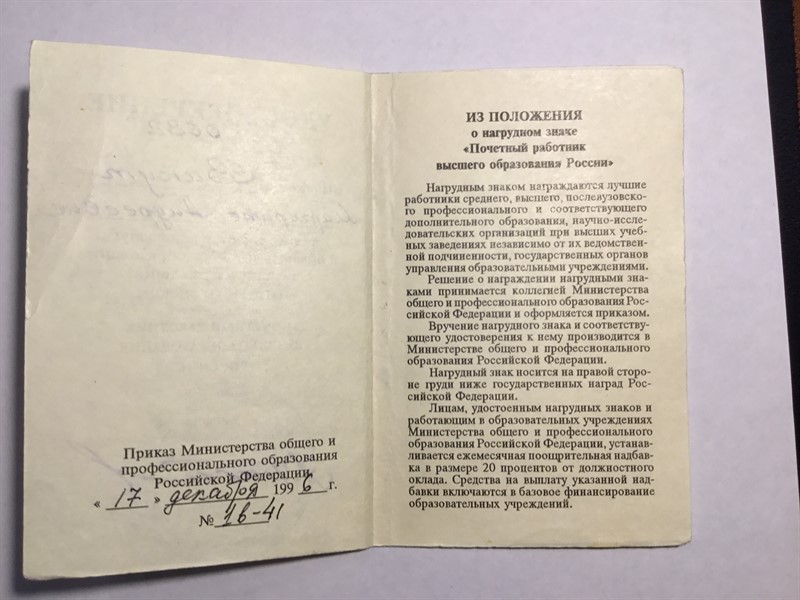 Приказ Министерства общего и
профессионального образования
Российской Федерации
« 17 » декабря 1996 г.
№ 1в-41
ИЗ ПОЛОЖЕНИЯ
о нагрудном знаке
«Почетный работник
высшего образования России»
Нагрудным знаком награждаются лучшие
работники среднего, высшего, послевузовско-
го профессионального и соответствующего
дополнительного образования, научно-иссле-
довательских организаций при высших учеб-
ных заведениях независимо от их ведомствен-
ной подчиненности, государственных органов
управления образовательными учреждениями.
Решение о награждении нагрудными зна-
ками принимается коллегией Министерства
общего и профессионального образования Рос-
сийской Федерации и оформляется приказом.
Вручение нагрудного знака и соответству-
ющего удостоверения к нему производится в
Министерстве общего и профессионального
образования Российской Федерации.
Нагрудный знак носится на правой сторо-
не груди ниже государственных наград Рос-
сийской Федерации.
Лицам, удостоенным нагрудных знаков и
работающим в образовательных учреждениях
Министерства общего и профессионального
образования Российской Федерации, устанав-
ливается ежемесячная поощрительная надбав-
ка в размере 20 процентов от должностного
оклада. Средства на выплату указанной над-
бавки включаются в базовое финансирование
образовательных учреждений.